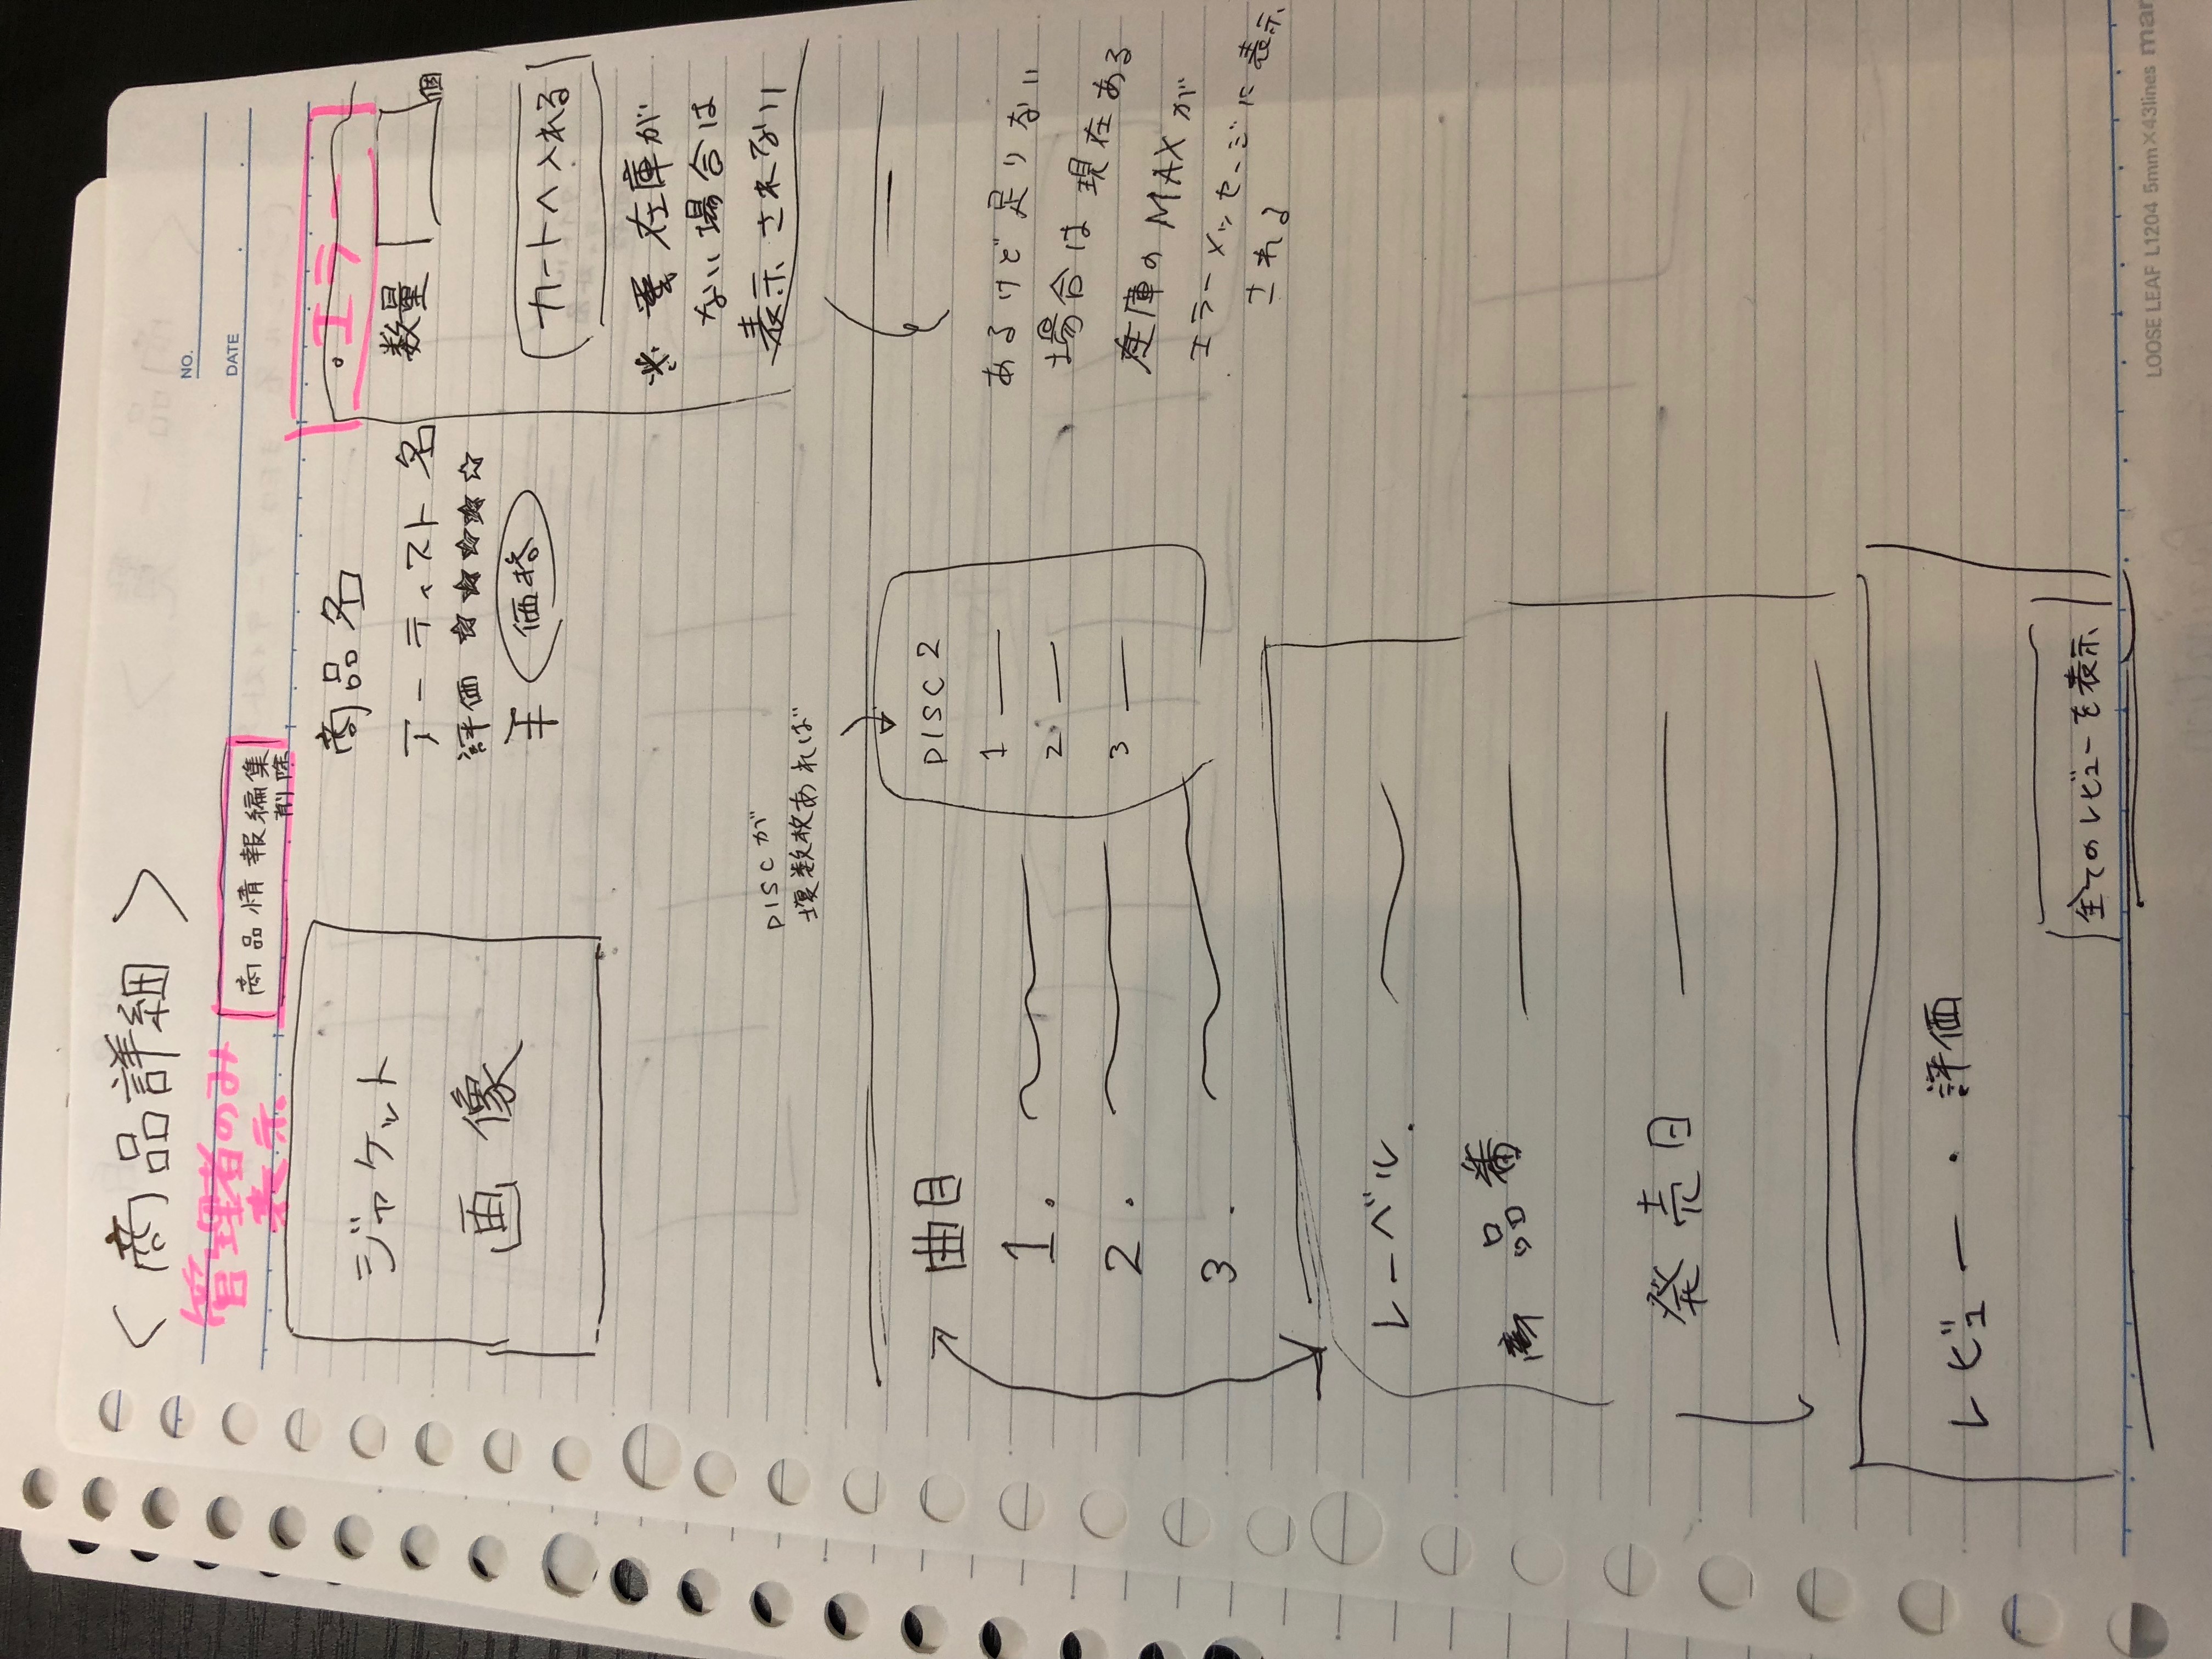 <商品詳細>
NO.
DATE
管理者のみ
表示
商品情報編集
削除
ジャケット
画像
商品名
アーティスト名
評価 ★★★★☆
¥ 価格
エラー
数量 個
カートへ入れる
※ 在庫が
ない場合は
表示されない
DISCが
複数枚あれば
曲目
1.
2.
3.
DISC 2
1
2
3
あるけど足りない
場合は現在ある
在庫のMAXが
エラーメッセージに表示
される
レーベル
商品番
発売日
レビュー・評価
全てのレビューを表示
LOOSE LEAF L1204 5mm×43lines mar